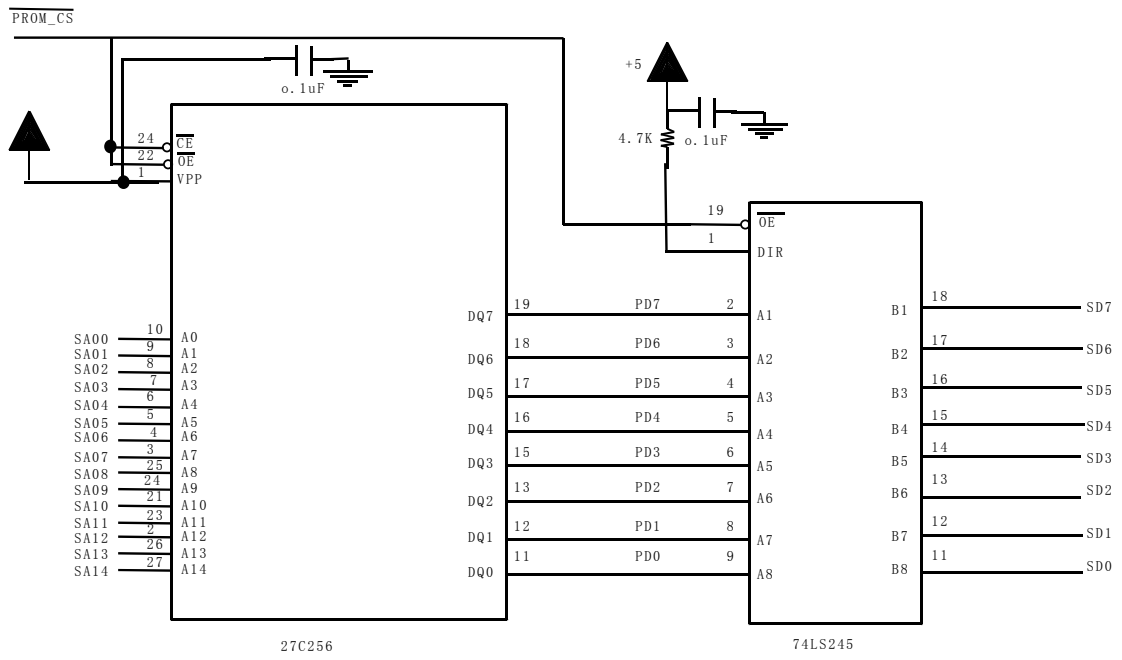 PROM_CS
+5
o.1uF
4.7K o.1uF
24 CE
22 OE
1 VPP
19 OE
1 DIR
DQ7 19 PD7 2 A1 B1 18 SD7
DQ6 18 PD6 3 A2 B2 17 SD6
DQ5 17 PD5 4 A3 B3 16 SD5
DQ4 16 PD4 5 A4 B4 15 SD4
DQ3 15 PD3 6 A5 B5 14 SD3
DQ2 13 PD2 7 A6 B6 13 SD2
DQ1 12 PD1 8 A7 B7 12 SD1
DQ0 11 PD0 9 A8 B8 11 SD0
SA00 10 A0
SA01 9 A1
SA02 8 A2
SA03 7 A3
SA04 6 A4
SA05 5 A5
SA06 4 A6
SA07 3 A7
SA08 25 A8
SA09 24 A9
SA10 21 A10
SA11 23 A11
SA12 2 A12
SA13 26 A13
SA14 27 A14
27C256
74LS245